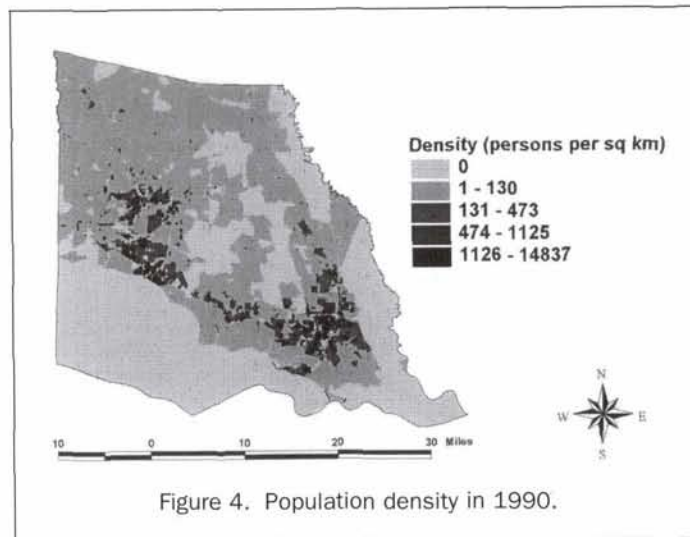 Density (persons per sq km)
0
1 - 130
131 - 473
474 - 1125
1126 - 14837
N
W E
S
10 0 10 20 30 Miles
Figure 4. Population density in 1990.